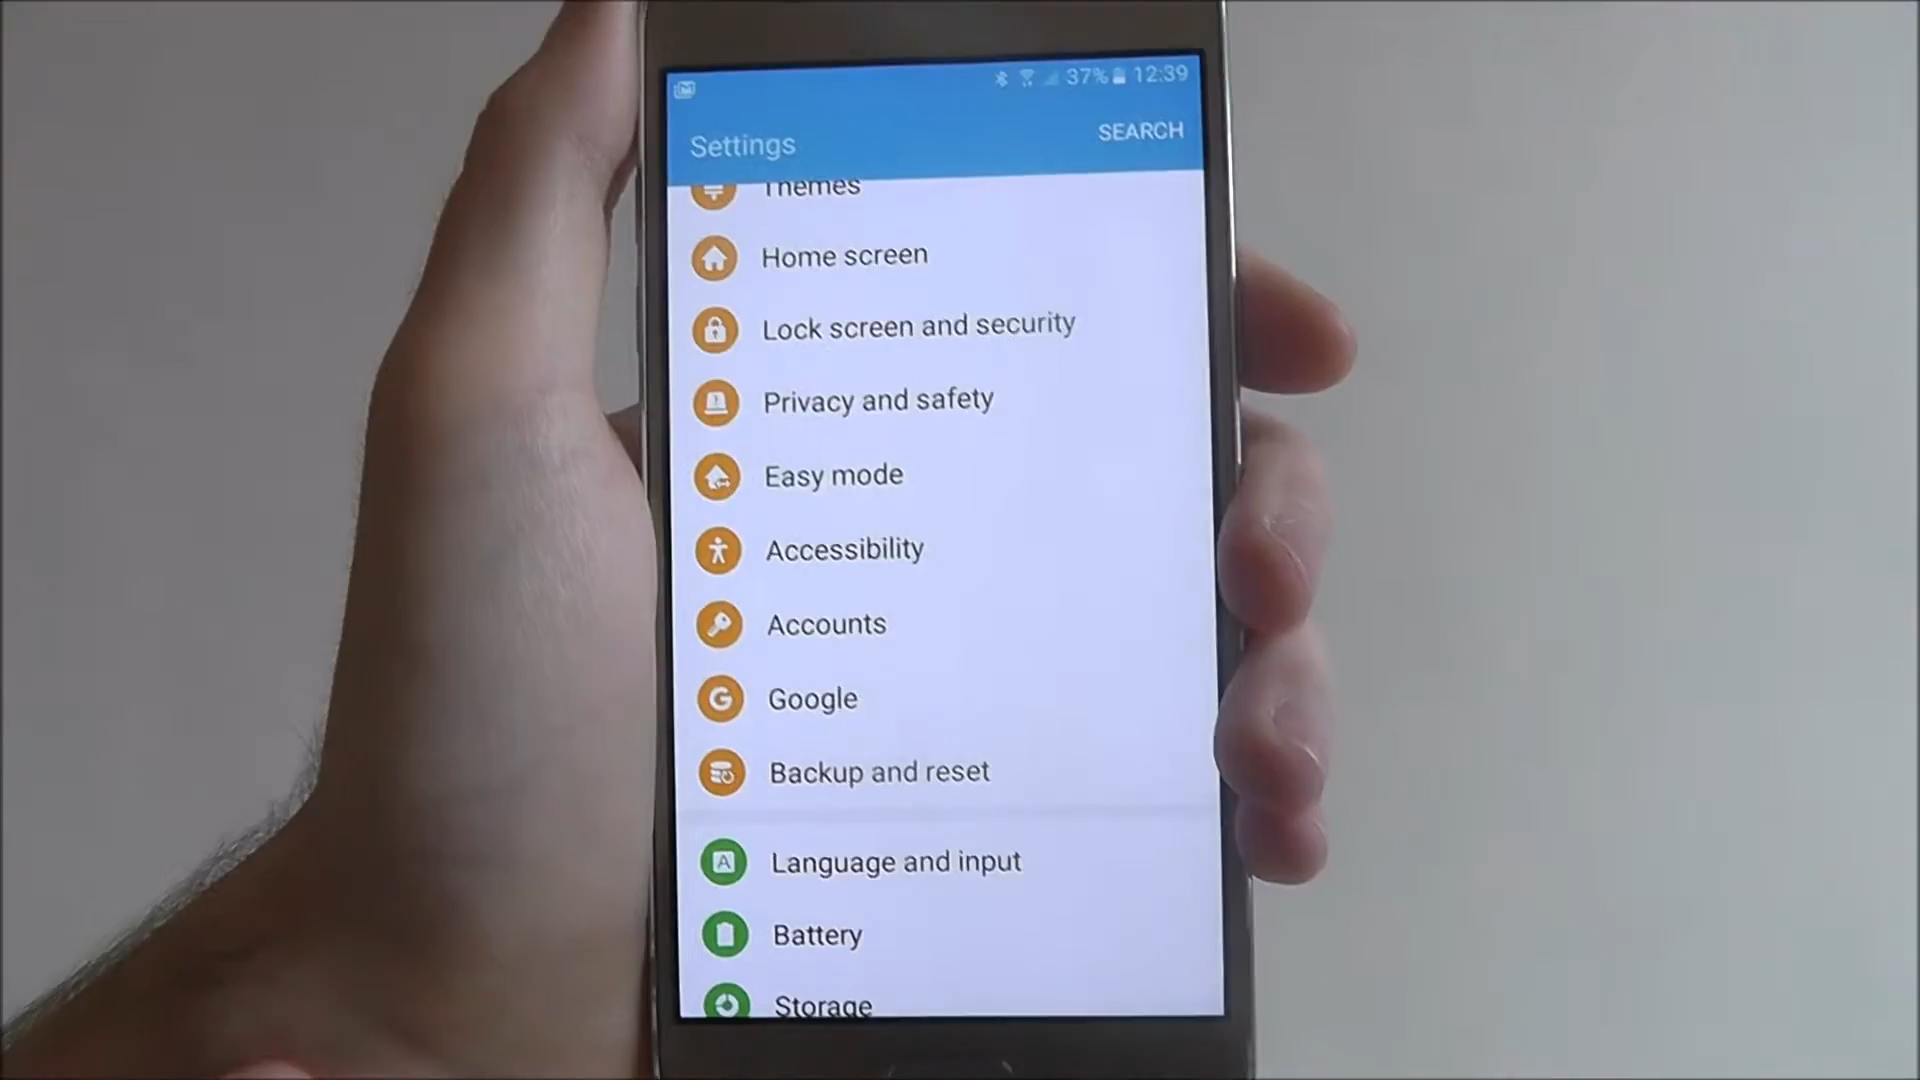 37% 12:39
Settings
SEARCH
Themes
Home screen
Lock screen and security
Privacy and safety
Easy mode
Accessibility
Accounts
Google
Backup and reset
Language and input
Battery
Storage